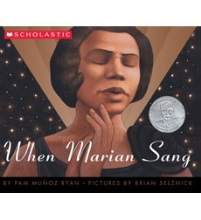 SCHOLASTIC
When Marian Sang
BY PAM MUÑOZ RYAN · PICTURES BY BRIAN SELZNICK